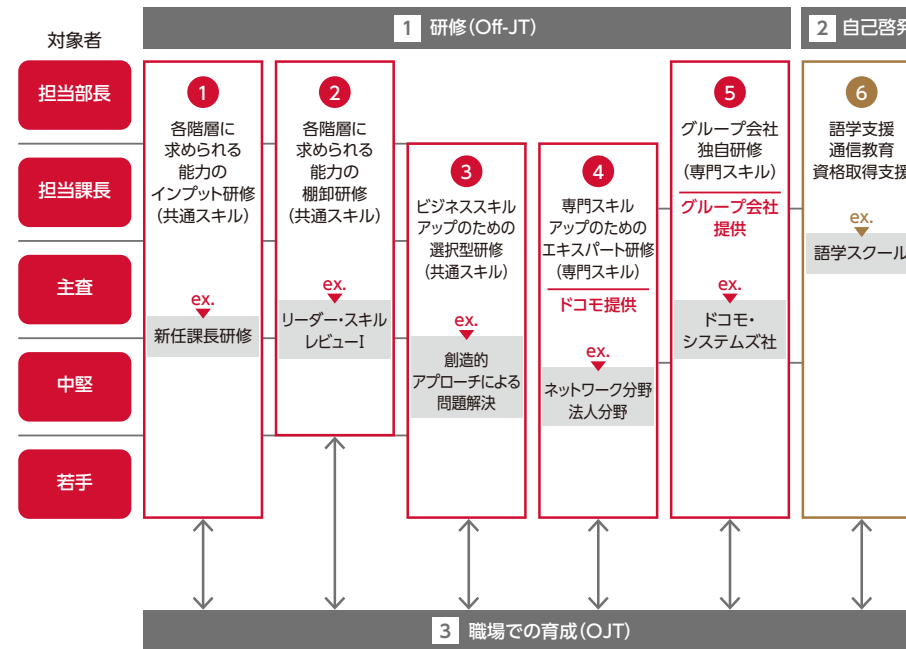 対象者
1 研修（Off-JT）
2 自己啓発
担当部長
担当課長
主査
中堅
若手
1
各階層に
求められる
能力の
インプット研修
（共通スキル）
ex.
新任課長研修
2
各階層に
求められる
能力の
棚卸研修
（共通スキル）
ex.
リーダー・スキル
レビューI
3
ビジネススキル
アップのための
選択型研修
（共通スキル）
ex.
創造的
アプローチによる
問題解決
4
専門スキル
アップのための
エキスパート研修
（専門スキル）
ドコモ提供
ex.
ネットワーク分野
法人分野
5
グループ会社
独自研修
（専門スキル）
グループ会社
提供
ex.
ドコモ・
システムズ社
6
語学支援
通信教育
資格取得支援
ex.
語学スクール
3 職場での育成（OJT）